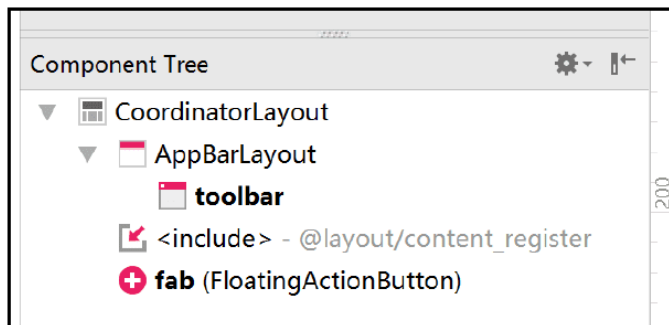 Component Tree
CoordinatorLayout
AppBarLayout
toolbar
<include> - @layout/content_register
fab (FloatingActionButton)
200